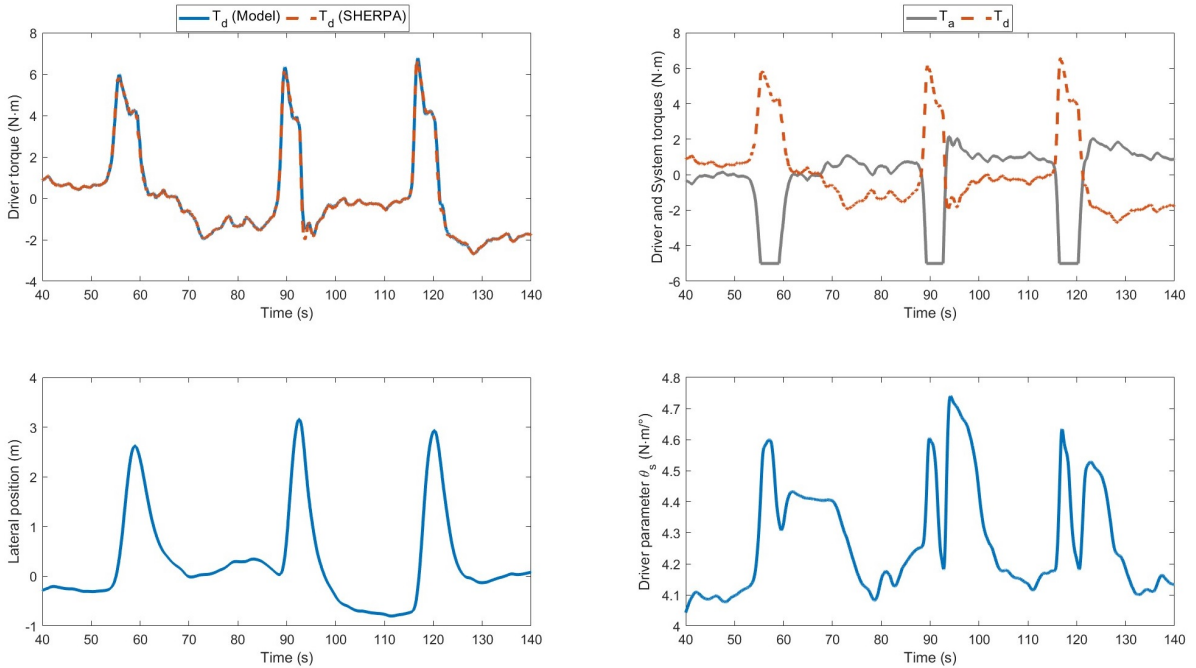 T_d (Model) T_d (SHERPA)
8
6
4
2
0
-2
-4
Driver torque (N·m)
40 50 60 70 80 90 100 110 120 130 140
Time (s)
T_a T_d
8
6
4
2
0
-2
-4
-6
Driver and System torques (N·m)
40 50 60 70 80 90 100 110 120 130 140
Time (s)
4
3
2
1
0
-1
Lateral position (m)
40 50 60 70 80 90 100 110 120 130 140
Time (s)
4.8
4.7
4.6
4.5
4.4
4.3
4.2
4.1
4
Driver parameter θ_s (N·m/°)
40 50 60 70 80 90 100 110 120 130 140
Time (s)